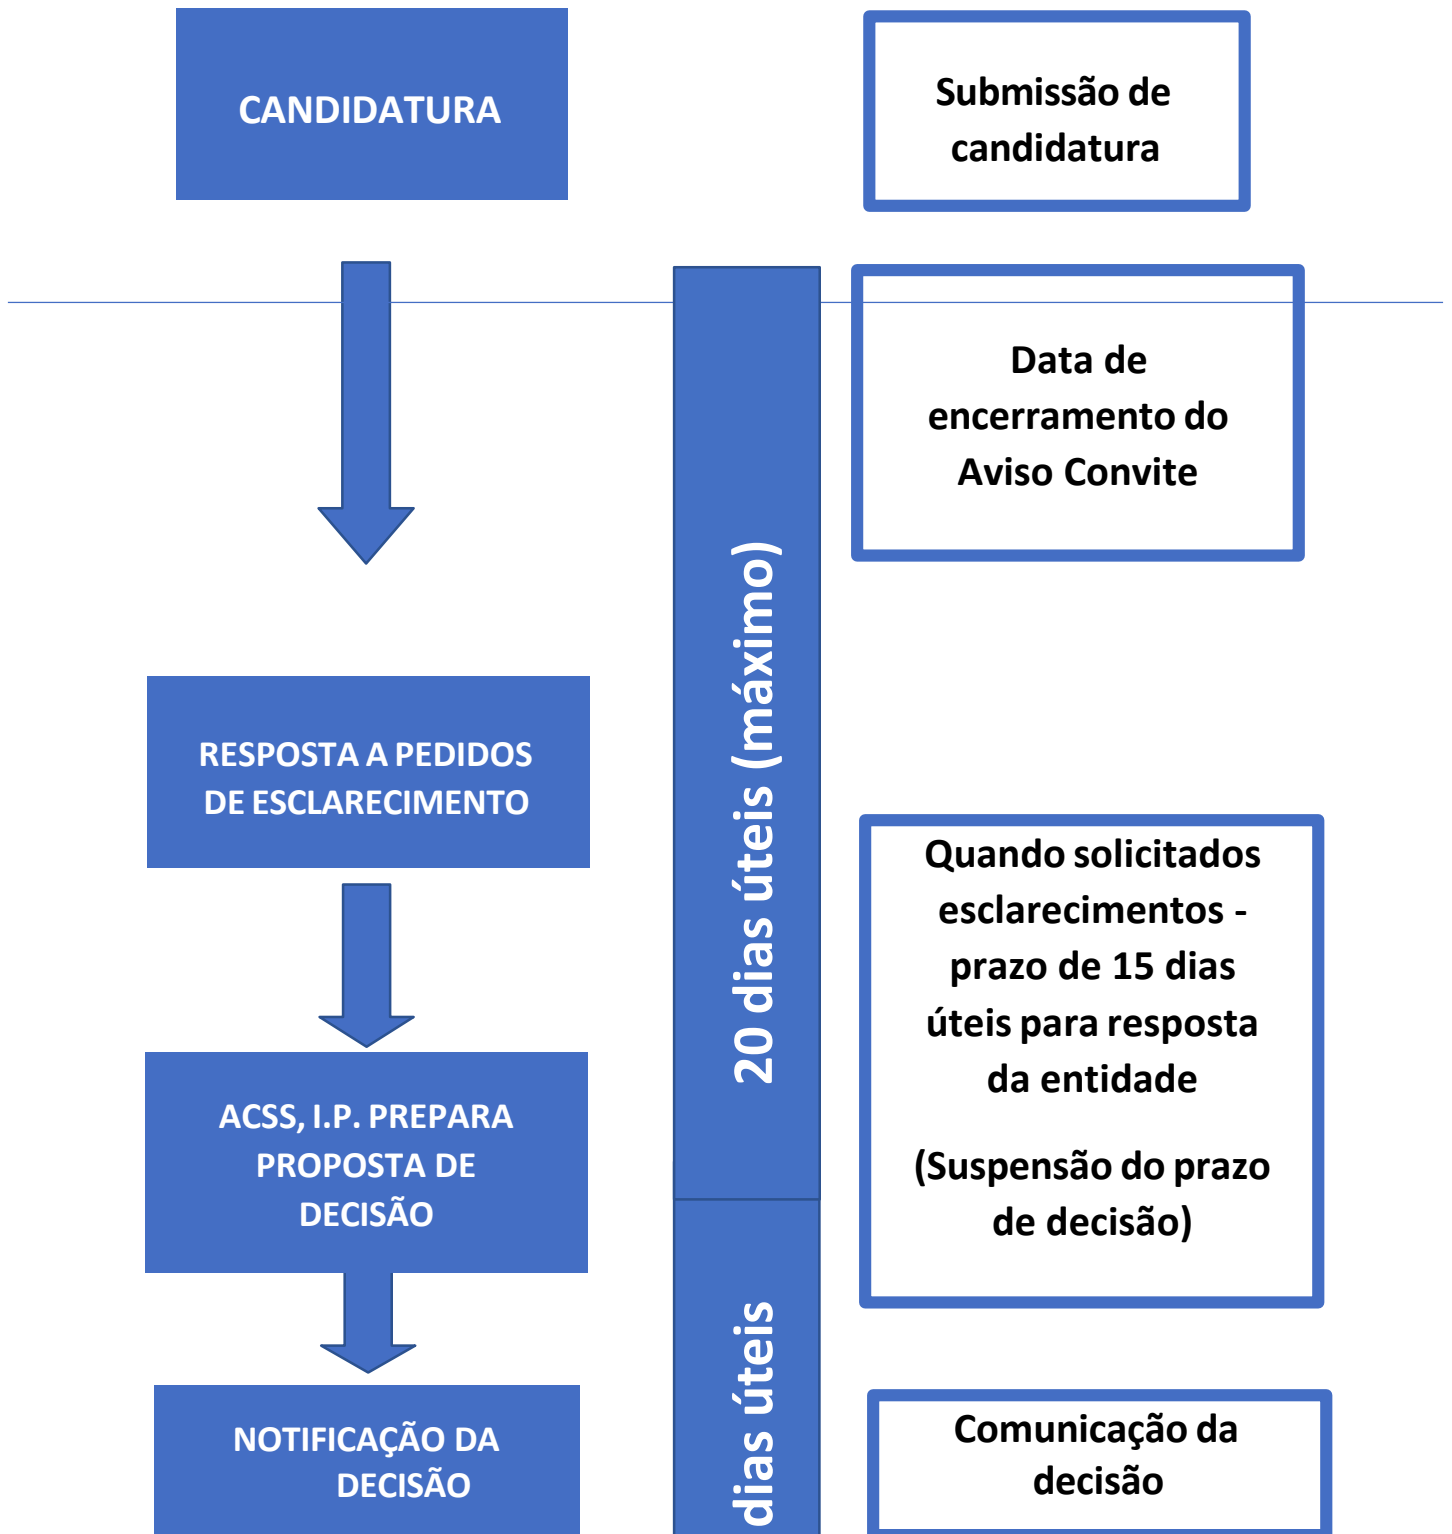 CANDIDATURA
Submissão de
candidatura
Data de
encerramento do
Aviso Convite
20 dias úteis (máximo)
RESPOSTA A PEDIDOS
DE ESCLARECIMENTO
Quando solicitados
esclarecimentos -
prazo de 15 dias
úteis para resposta
da entidade
(Suspensão do prazo
de decisão)
ACSS, I.P. PREPARA
PROPOSTA DE
DECISÃO
dias úteis
NOTIFICAÇÃO DA
DECISÃO
Comunicação da
decisão